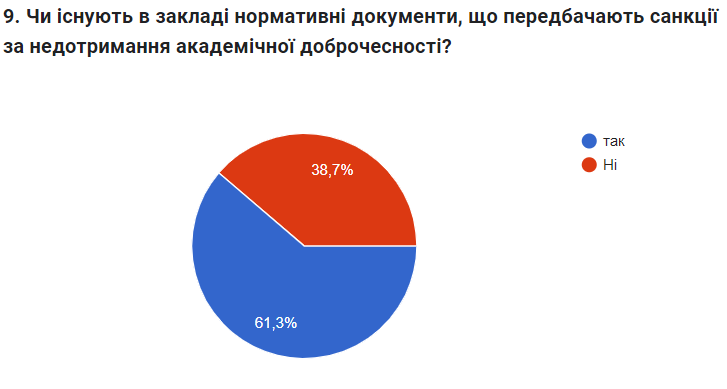 9. Чи існують в закладі нормативні документи, що передбачають санкції
за недотримання академічної доброчесності?
так
Ні
38,7%
61,3%